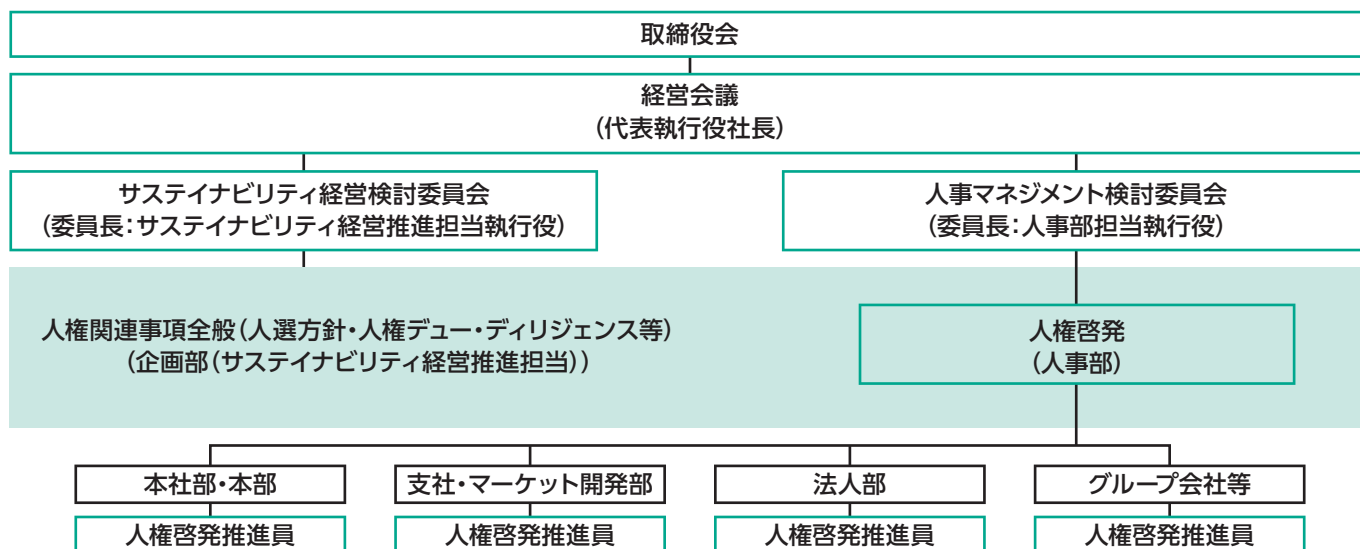 取締役会
経営会議
（代表執行役社長）
サステイナビリティ経営検討委員会
（委員長：サステイナビリティ経営推進担当執行役）
人事マネジメント検討委員会
（委員長：人事部担当執行役）
人権関連事項全般（人選方針・人権デュー・ディリジェンス等）
（企画部（サステイナビリティ経営推進担当））
人権啓発
（人事部）
本社部・本部
支社・マーケット開発部
法人部
グループ会社等
人権啓発推進員
人権啓発推進員
人権啓発推進員
人権啓発推進員